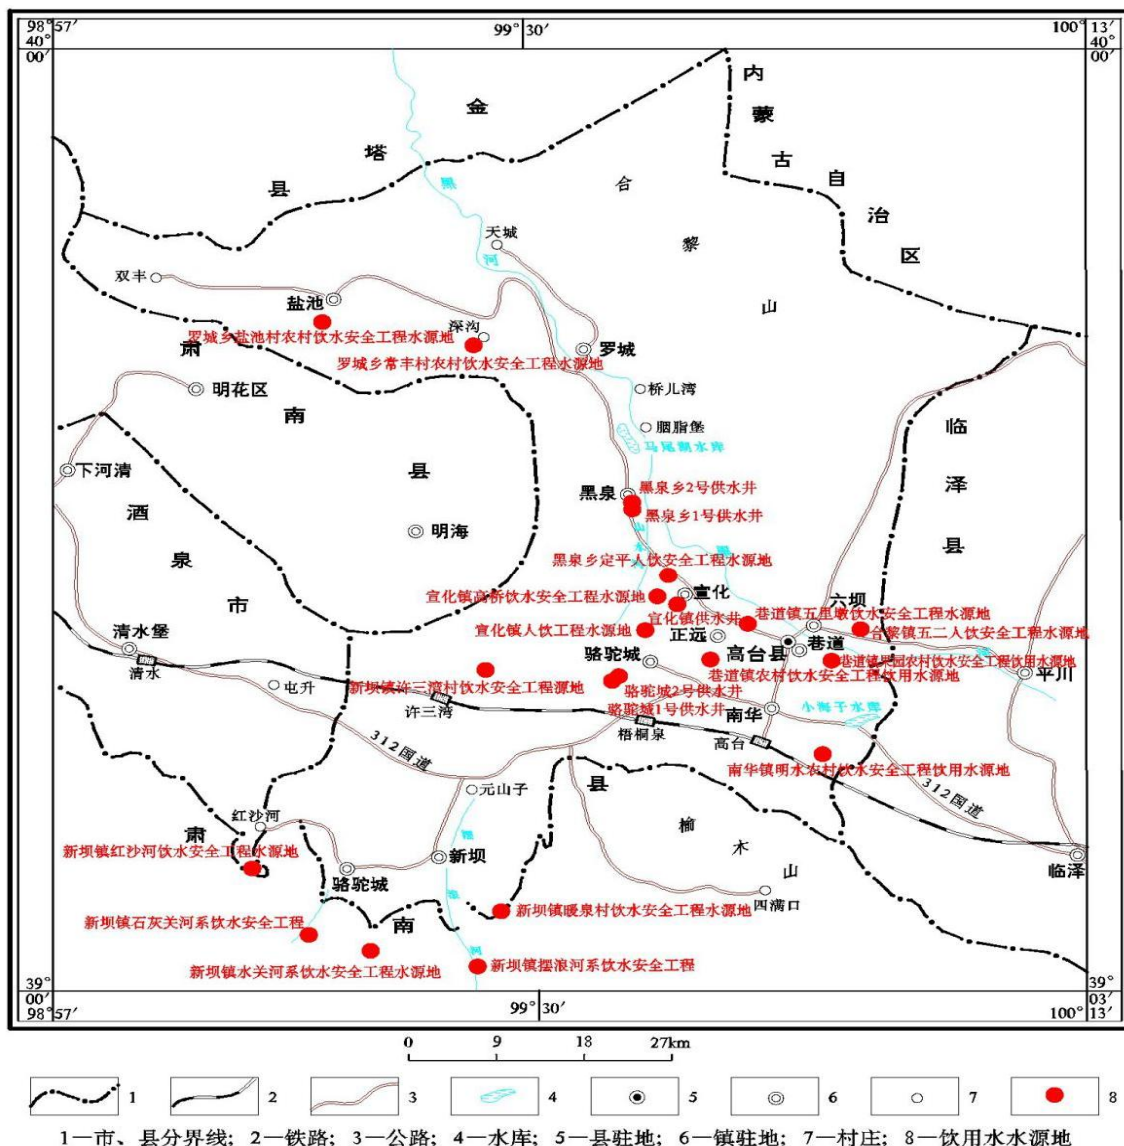 98°57′
99°30′
100°13′
40°
00′
40°
00′
金
塔
县
内
蒙
古
自
治
区
黑
河
合
黎
山
天城
双丰
盐池
深沟
罗城乡盐池村农村饮水安全工程水源地
罗城乡常丰村农村饮水安全工程水源地
罗城
肃
南
县
明花区
桥儿湾
胭脂堡
马尾湖水库
临
泽
县
下河清
酒
泉
市
明海
黑泉
黑泉乡2号供水井
黑泉乡1号供水井
黑泉乡定平人饮安全工程水源地
宣化镇高桥饮水安全工程水源地
宣化
宣化镇供水井
六坝
巷道镇五里墩饮水安全工程水源地
合黎镇五二人饮安全工程水源地
宣化镇人饮工程水源地
正远
清水堡
清水
骆驼城
高台县
巷道
巷道镇果园农村饮水安全工程饮用水源地
巷道镇农村饮水安全工程饮用水源地
平川
新坝镇许三湾村饮水安全工程源地
骆驼城2号供水井
骆驼城1号供水井
屯升
许三湾
南华
小海子水库
梧桐泉
高台
312国道
南华镇明水农村饮水安全工程饮用水源地
312国道
元山子
县
榆
木
山
红沙河
肃
新坝镇红沙河饮水安全工程水源地
骆驼城
新坝
临泽
四满口
新坝镇暖泉村饮水安全工程水源地
新坝镇石灰关河系饮水安全工程
南
河
新坝镇水关河系饮水安全工程水源地
新坝镇摆浪河系饮水安全工程
39°
00′
98°57′
99°30′
39°
03′
100°13′
0 9 18 27km
1 2 3 4 5 6 7 8
1—市、县分界线; 2—铁路; 3—公路; 4—水库; 5—县驻地; 6—镇驻地; 7—村庄; 8—饮用水水源地